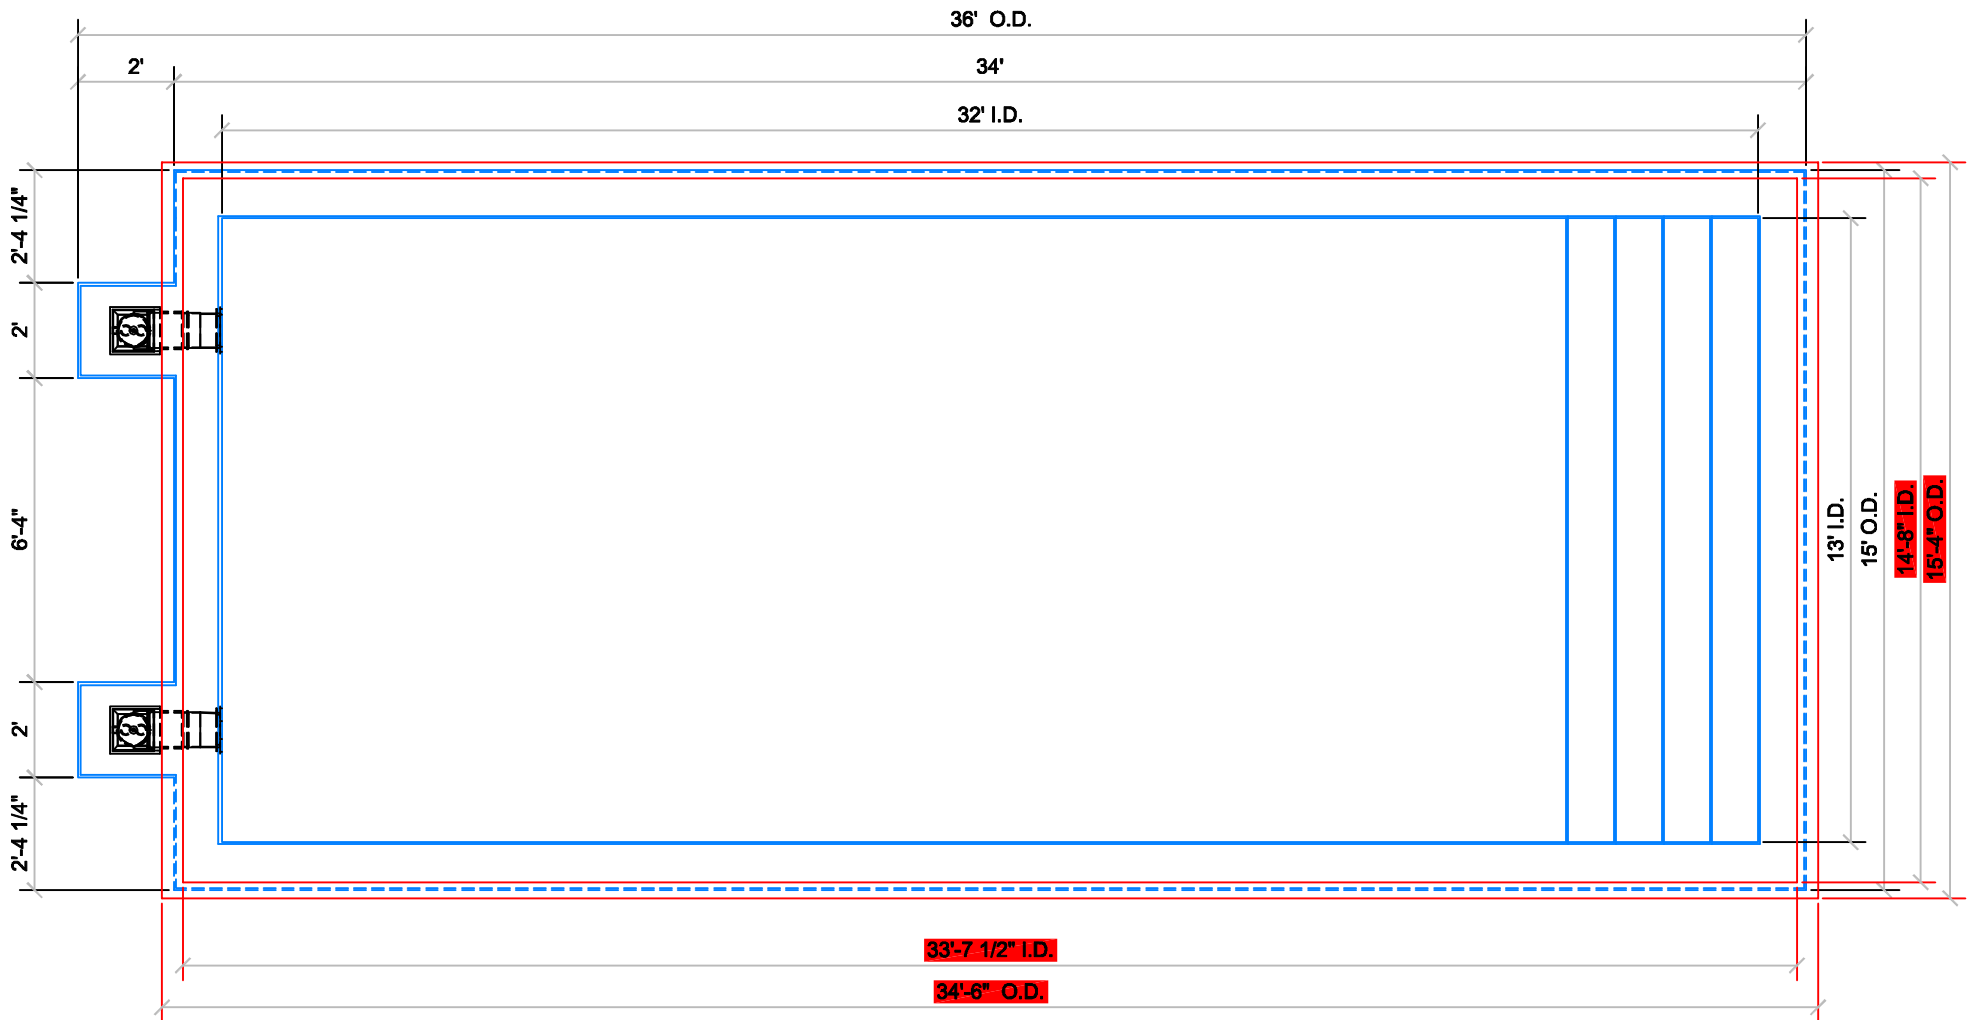 36' O.D.
2'
34'
32' I.D.
2'-4 1/4"
2'
6'-4"
2'
2'-4 1/4"
13' I.D.
15' O.D.
14'-8" I.D.
15'-4" O.D.
33'-7 1/2" I.D.
34'-6" O.D.